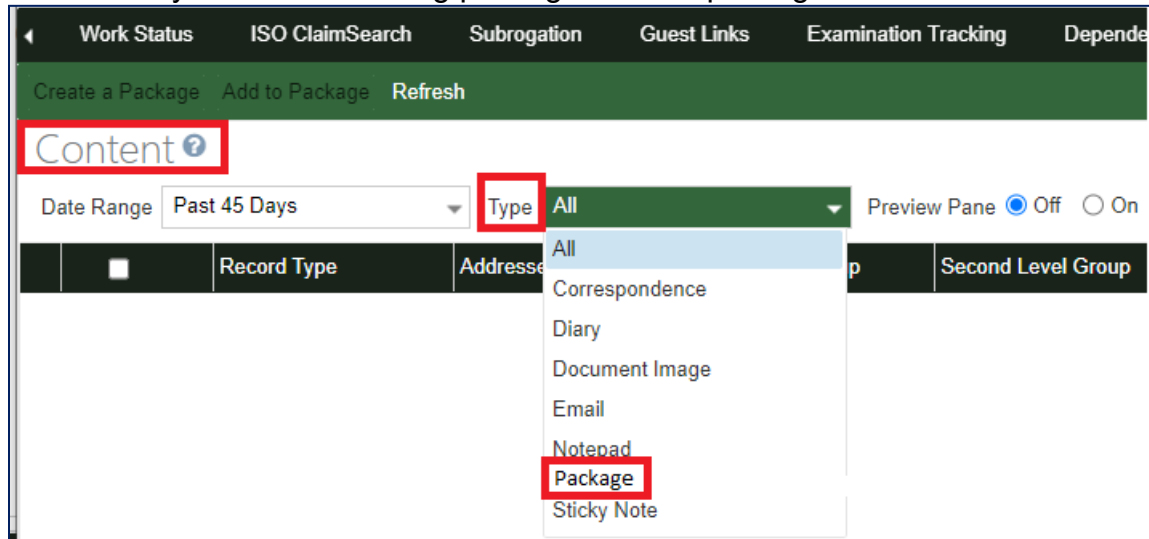 Work Status ISO ClaimSearch Subrogation Guest Links Examination Tracking Depende
Create a Package Add to Package Refresh
Content ?
Date Range Past 45 Days Type All Preview Pane Off On
Record Type Addresse p Second Level Group
All
Correspondence
Diary
Document Image
Email
Notepad
Package
Sticky Note